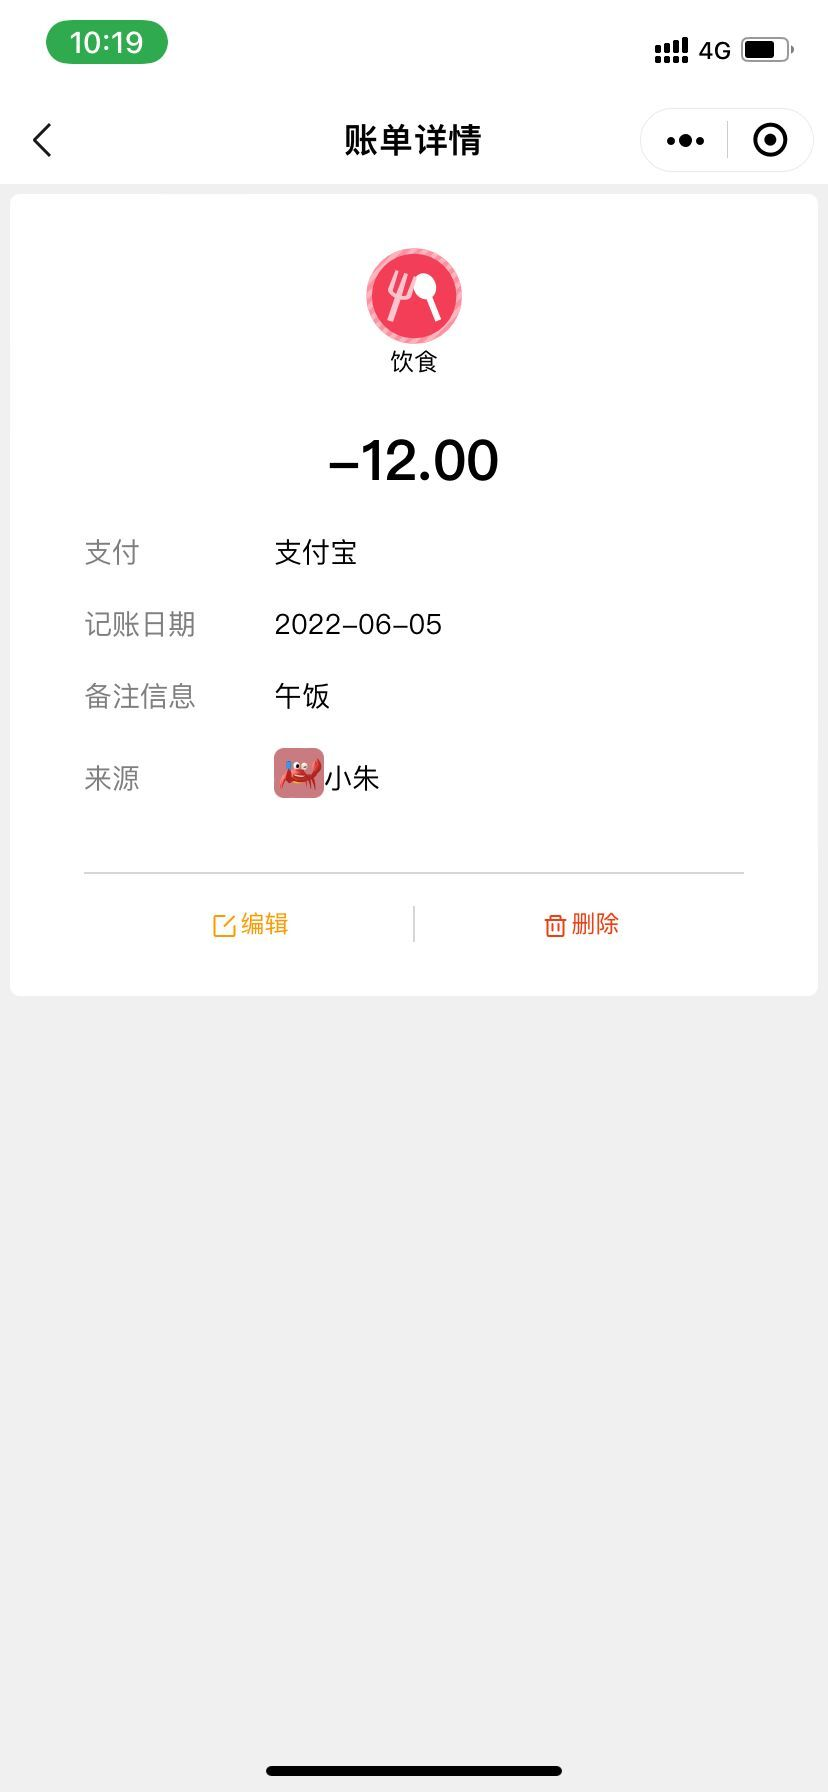 10:19
4G
账单详情
饮食
-12.00
支付 支付宝
记账日期 2022-06-05
备注信息 午饭
来源 小朱
编辑 删除